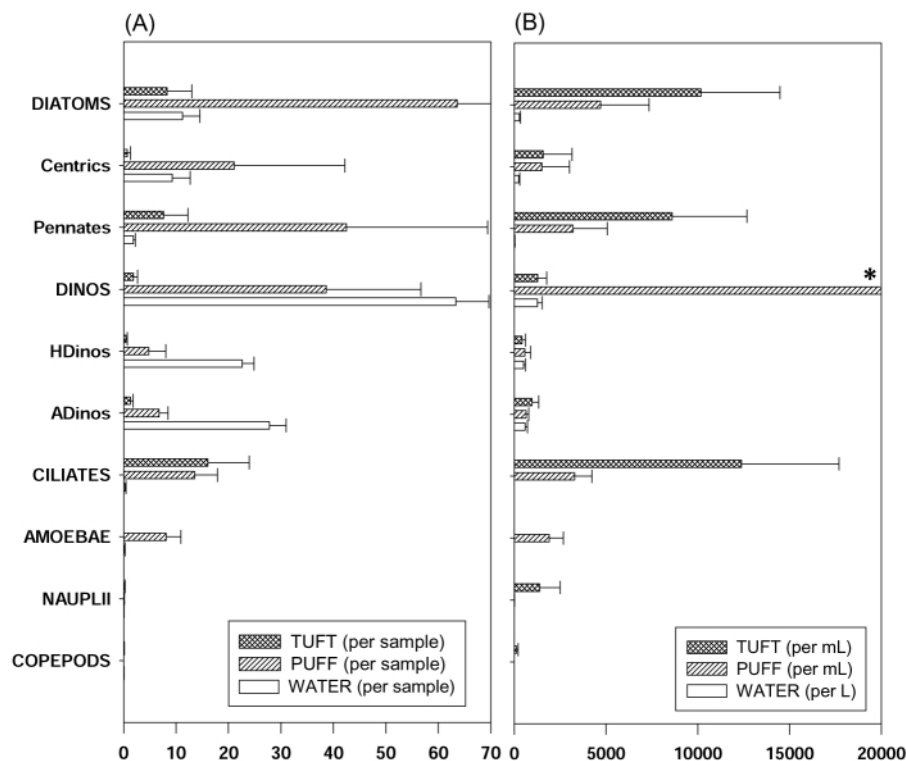 (A) (B)
DIATOMS
Centrics
Pennates
DINOS
*
HDinos
ADinos
CILIATES
AMOEBAE
NAUPLII
COPEPODS
TUFT (per sample)
PUFF (per sample)
WATER (per sample)
TUFT (per mL)
PUFF (per mL)
WATER (per L)
0 10 20 30 40 50 60 70
0 5000 10000 15000 20000